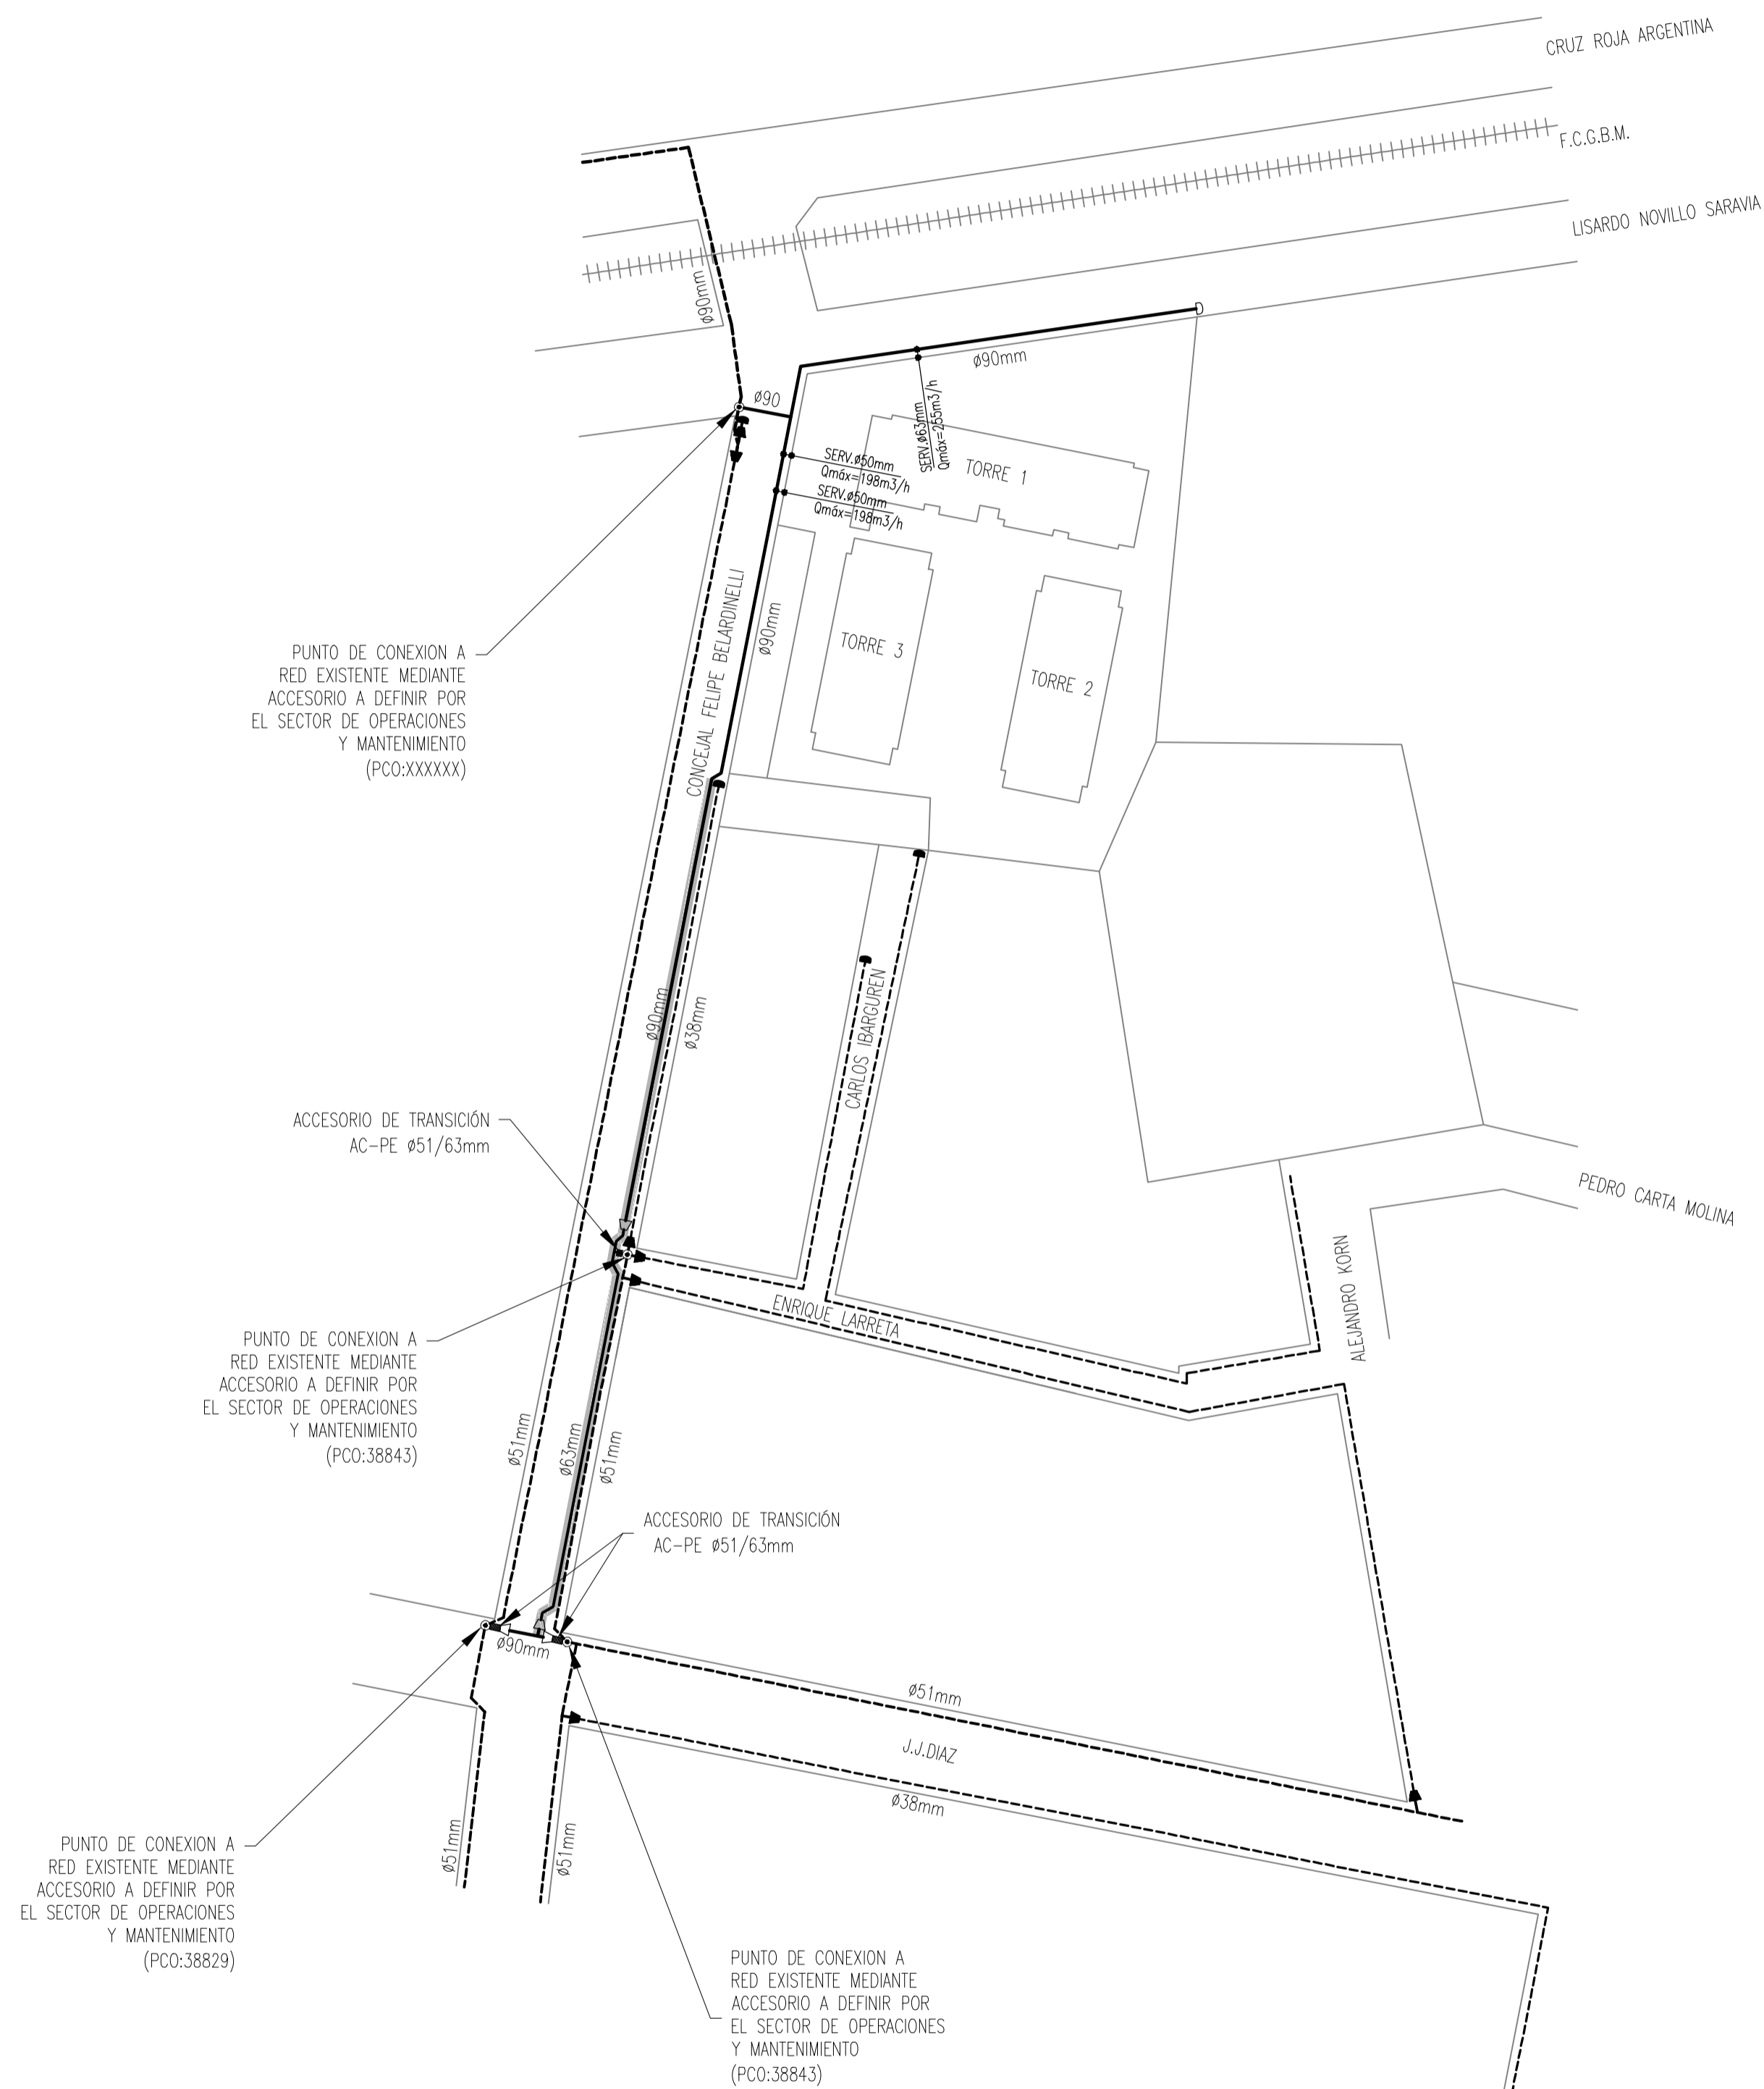 CRUZ ROJA ARGENTINA
F.C.G.B.M.
LISARDO NOVILLO SARAVIA
ø90mm
ø90mm
ø90
SERV.ø63mm
Qmáx=255m3/h
SERV.ø50mm
Qmáx=198m3/h
SERV.ø50mm
Qmáx=198m3/h
TORRE 1
TORRE 3
TORRE 2
CONCEJAL FELIPE BELARDINELLI
ø90mm
PUNTO DE CONEXION A
RED EXISTENTE MEDIANTE
ACCESORIO A DEFINIR POR
EL SECTOR DE OPERACIONES
Y MANTENIMIENTO
(PCO:XXXXXX)
ø90mm
ø38mm
CARLOS IBARGUREN
ACCESORIO DE TRANSICIÓN
AC-PE ø51/63mm
PEDRO CARTA MOLINA
ALEJANDRO KORN
ENRIQUE LARRETA
PUNTO DE CONEXION A
RED EXISTENTE MEDIANTE
ACCESORIO A DEFINIR POR
EL SECTOR DE OPERACIONES
Y MANTENIMIENTO
(PCO:38843)
ø51mm
ø63mm
ø51mm
ACCESORIO DE TRANSICIÓN
AC-PE ø51/63mm
ø90mm
ø51mm
J.J.DIAZ
ø38mm
ø51mm
ø51mm
PUNTO DE CONEXION A
RED EXISTENTE MEDIANTE
ACCESORIO A DEFINIR POR
EL SECTOR DE OPERACIONES
Y MANTENIMIENTO
(PCO:38829)
PUNTO DE CONEXION A
RED EXISTENTE MEDIANTE
ACCESORIO A DEFINIR POR
EL SECTOR DE OPERACIONES
Y MANTENIMIENTO
(PCO:38843)